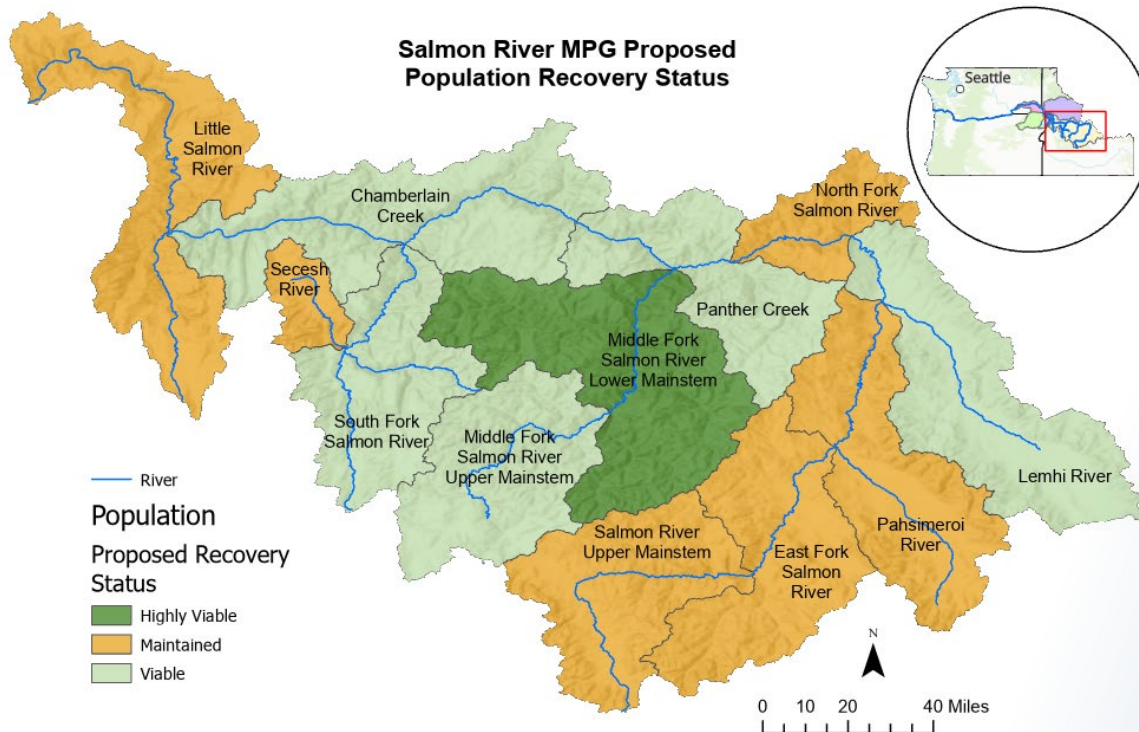 Salmon River MPG Proposed
Population Recovery Status
Seattle
Little
Salmon
River
Chamberlain
Creek
North Fork
Salmon River
Secesh
River
Panther Creek
Middle Fork
Salmon River
Lower Mainstem
South Fork
Salmon River
Middle Fork
Salmon River
Upper Mainstem
Lemhi River
Salmon River
Upper Mainstem
East Fork
Salmon
River
Pahsimeroi
River
River
Population
Proposed Recovery
Status
Highly Viable
Maintained
Viable
N
0 10 20 40 Miles